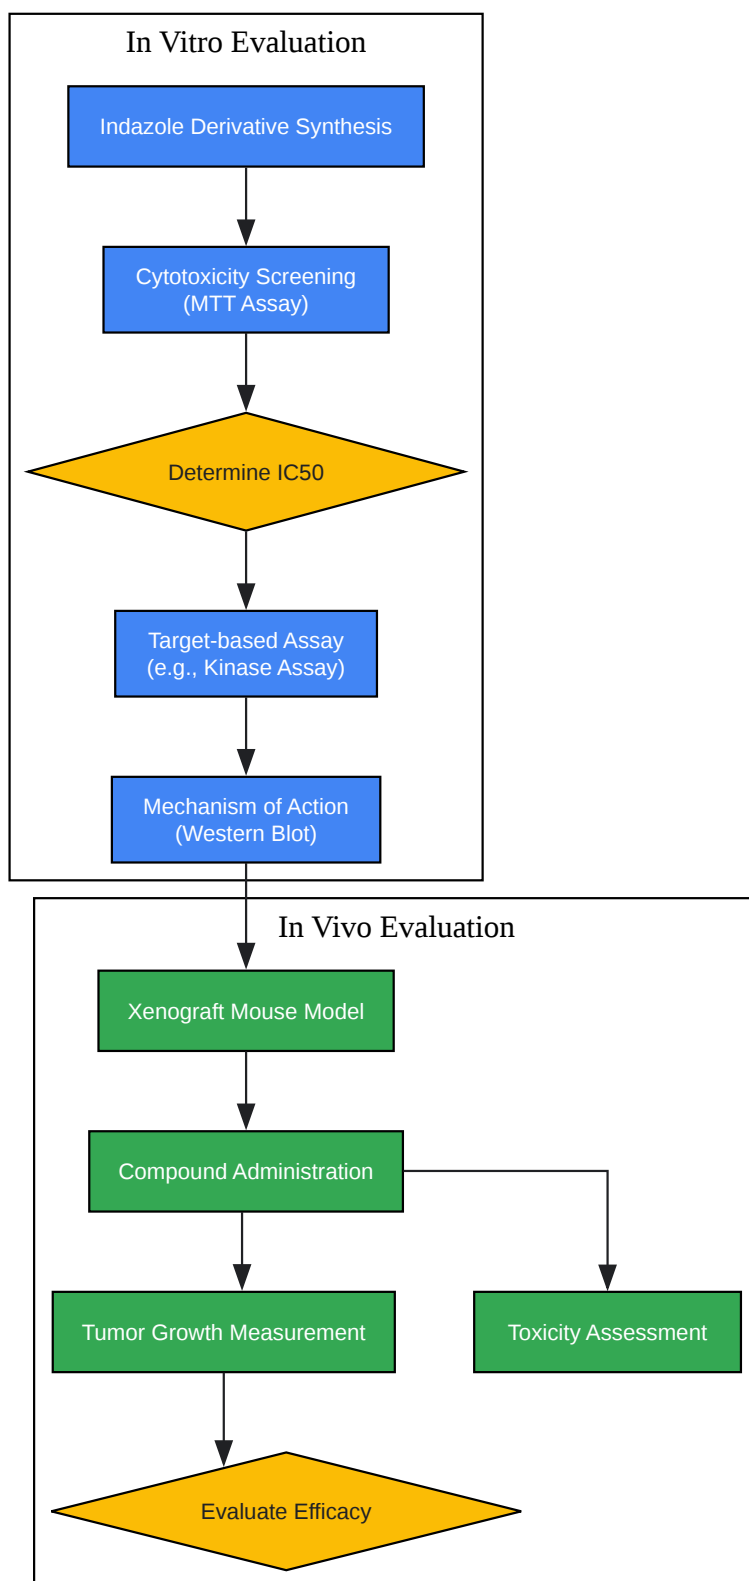 In Vitro Evaluation
Indazole Derivative Synthesis
Cytotoxicity Screening
(MTT Assay)
Determine IC50
Target-based Assay
(e.g., Kinase Assay)
Mechanism of Action
(Western Blot)
In Vivo Evaluation
Xenograft Mouse Model
Compound Administration
Tumor Growth Measurement
Toxicity Assessment
Evaluate Efficacy